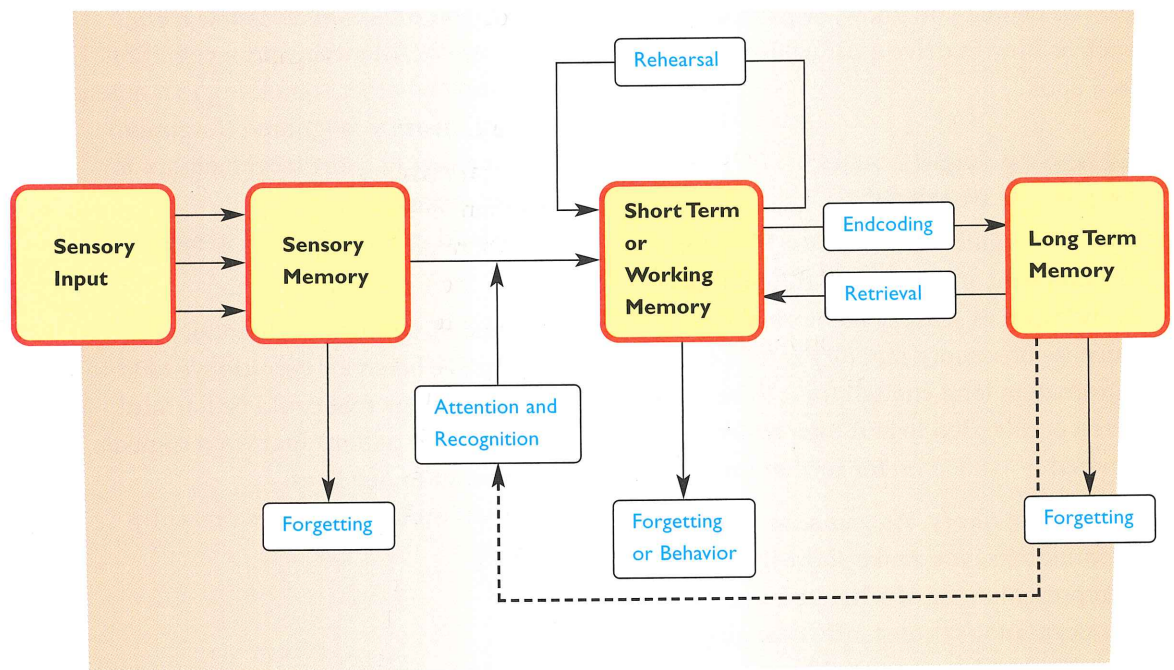 Rehearsal
Sensory
Input
Sensory
Memory
Short Term
or
Working
Memory
Endcoding
Retrieval
Long Term
Memory
Attention and
Recognition
Forgetting
Forgetting
or Behavior
Forgetting